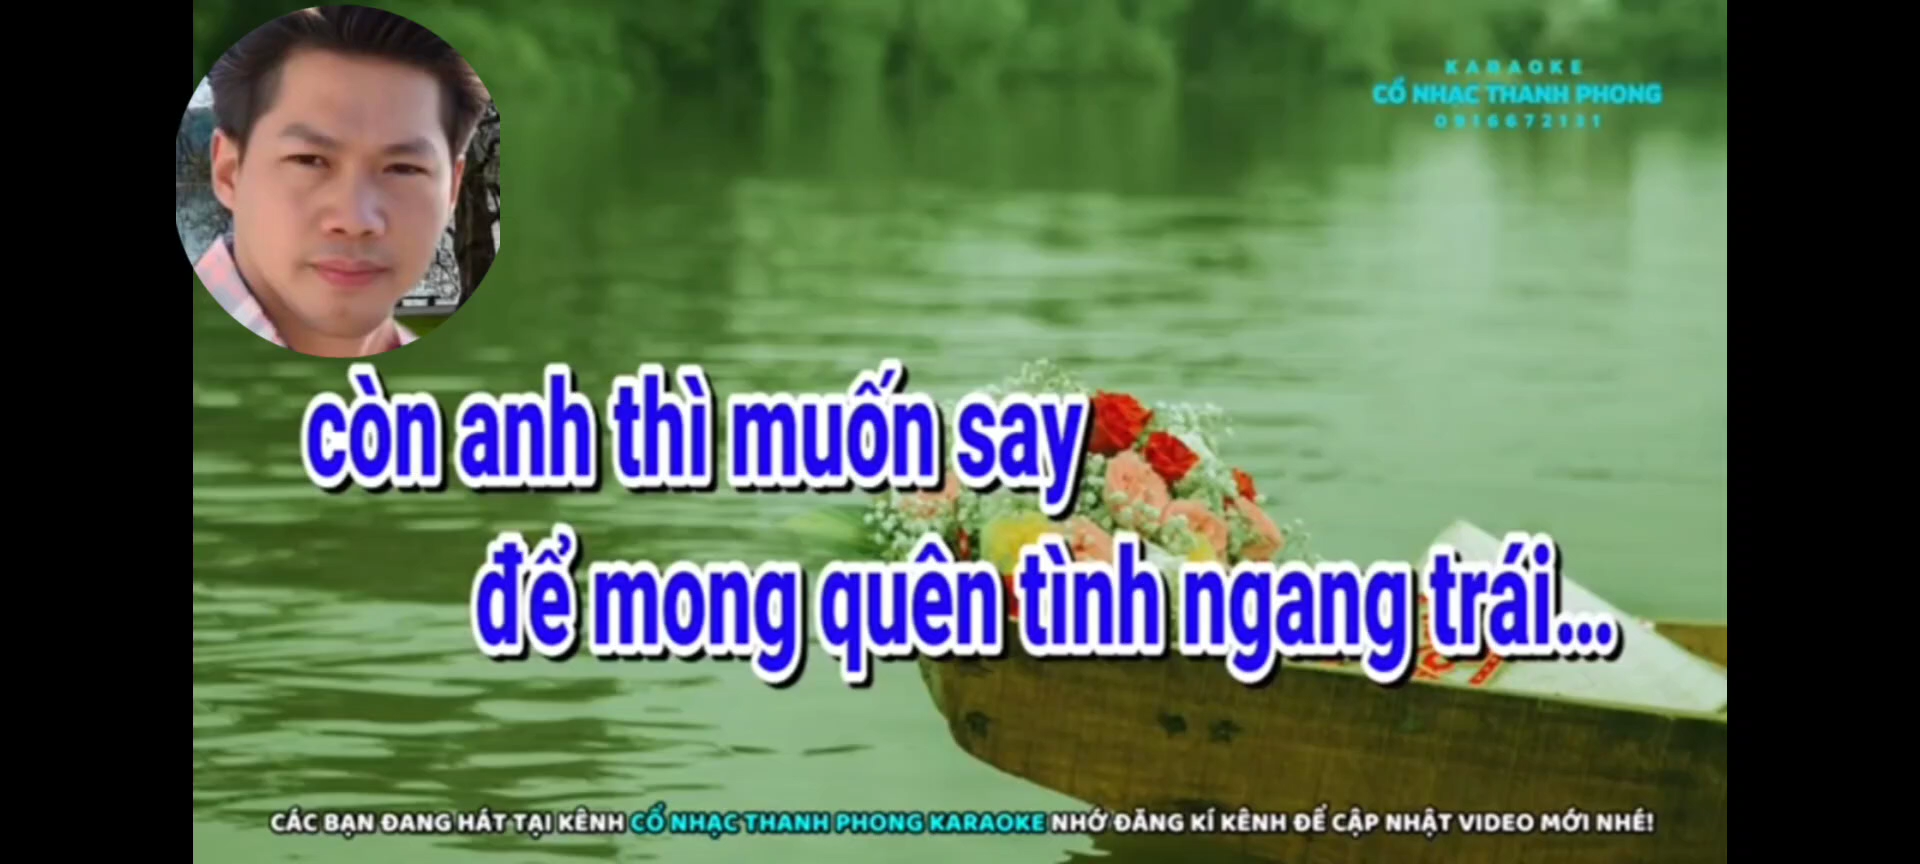 KARAOKE
CỔ NHẠC THANH PHONG
0916672131
còn anh thì muốn say
để mong quên tình ngang trái...
CÁC BẠN ĐANG HÁT TẠI KÊNH CỔ NHẠC THANH PHONG KARAOKE NHỚ ĐĂNG KÍ KÊNH ĐỂ CẬP NHẬT VIDEO MỚI NHÉ!